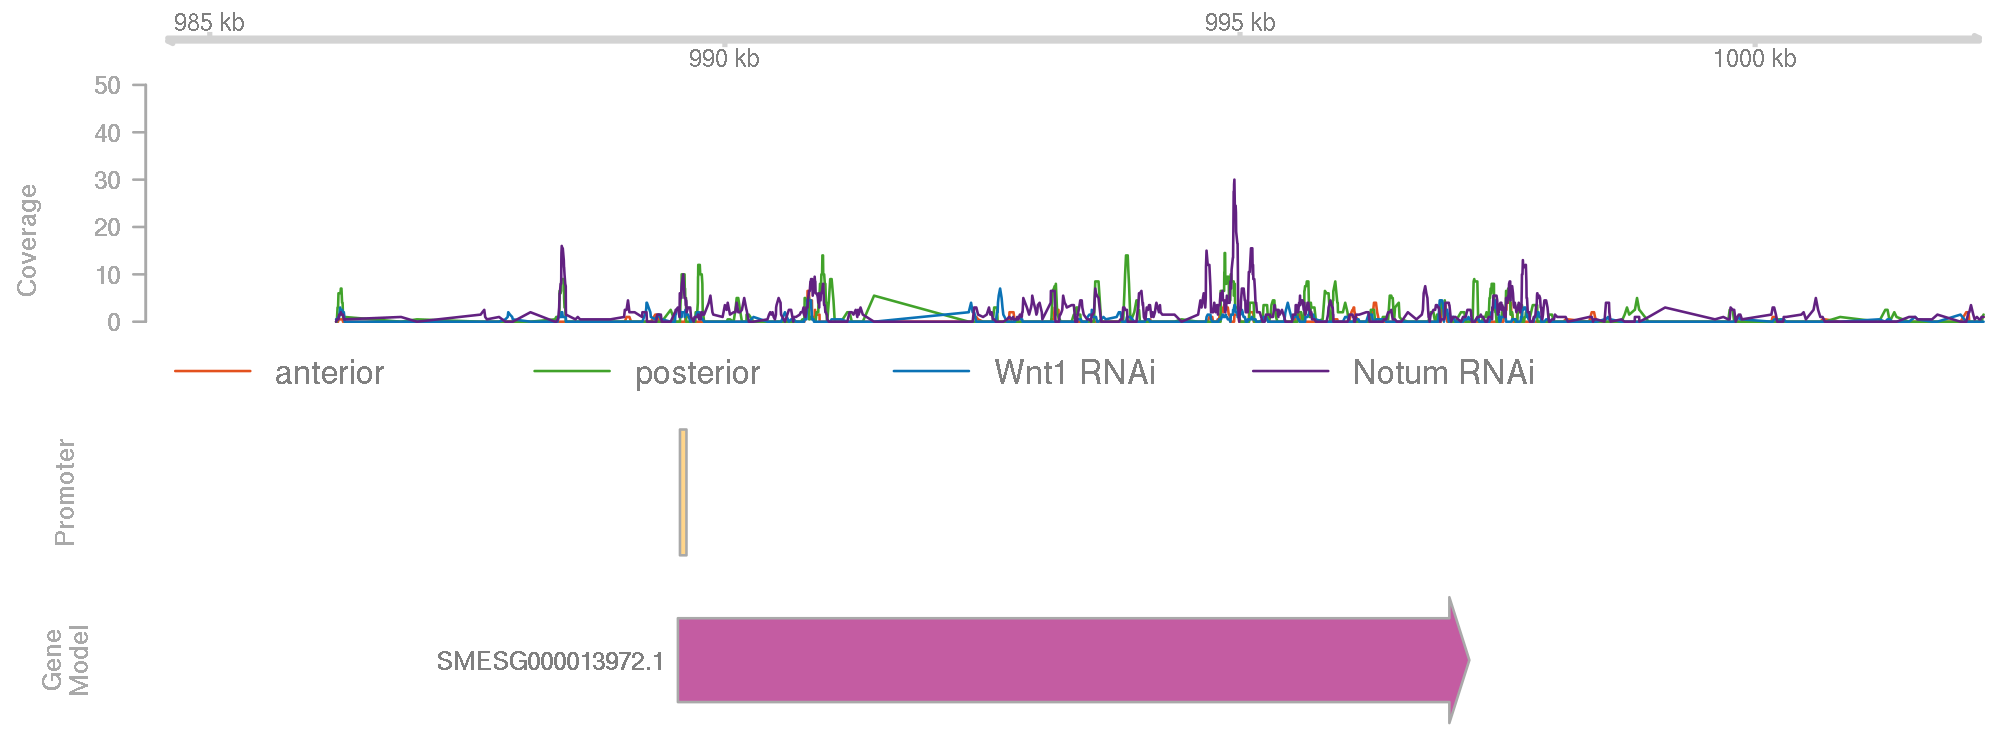 985 kb
995 kb
990 kb
1000 kb
50
40
30
20
10
0
Coverage
anterior
posterior
Wnt1 RNAi
Notum RNAi
Promoter
SMESG000013972.1
Gene
Model